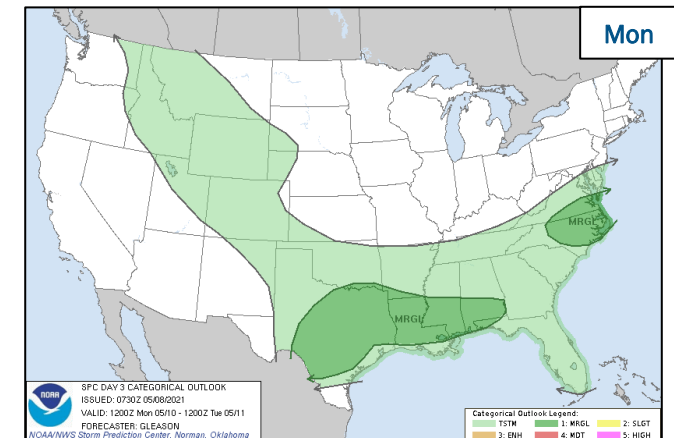 Mon
MRGL
MRGL
NOAA
SPC DAY 3 CATEGORICAL OUTLOOK
ISSUED: 0730Z 05/08/2021
VALID: 1200Z Mon 05/10 - 1200Z Tue 05/11
FORECASTER: GLEASON
NOAA/NWS Storm Prediction Center, Norman, Oklahoma
Categorical Outlook Legend:
TSTM 1: MRGL 2: SLGT
3: ENH 4: MDT 5: HIGH